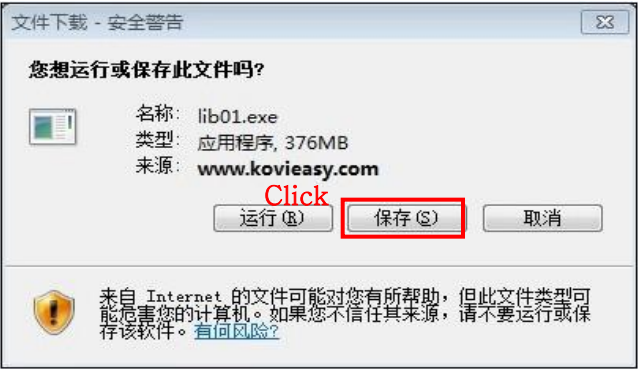 文件下载 - 安全警告
您想运行或保存此文件吗?
名称: lib01.exe
类型: 应用程序, 376MB
来源: www.kovieasy.com
Click
运行(R) 保存(S) 取消
来自 Internet 的文件可能对您有所帮助，但此文件类型可
能危害您的计算机。如果您不信任其来源，请不要运行或保
存该软件。有何风险?